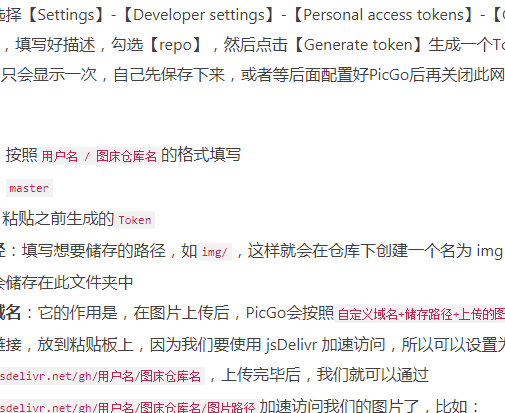 选择【Settings】-【Developer settings】-【Personal access tokens】-【
，填写好描述，勾选【repo】，然后点击【Generate token】生成一个To
只会显示一次，自己先保存下来，或者等后面配置好PicGo后再关闭此网
按照 用户名 / 图床仓库名 的格式填写
master
粘贴之前生成的 Token
：填写想要储存的路径，如 img/ ，这样就会在仓库下创建一个名为 img
储存在此文件夹中
域名：它的作用是，在图片上传后，PicGo会按照 自定义域名+储存路径+上传的图
链接，放到粘贴板上，因为我们要使用 jsDelivr 加速访问，所以可以设置为
sdelivr.net/gh/用户名/图床仓库名 ，上传完毕后，我们就可以通过
sdelivr.net/gh/用户名/图床仓库名/图片路径 加速访问我们的图片了，比如：